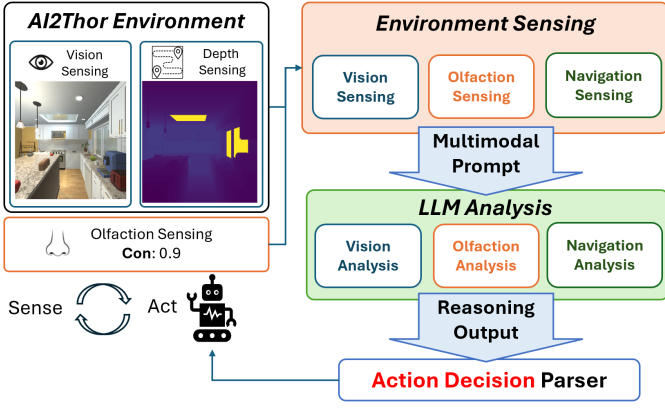 AI2Thor Environment
Vision
Sensing
Depth
Sensing
Olfaction Sensing
Con: 0.9
Sense
Act
Environment Sensing
Vision
Sensing
Olfaction
Sensing
Navigation
Sensing
Multimodal
Prompt
LLM Analysis
Vision
Analysis
Olfaction
Analysis
Navigation
Analysis
Reasoning
Output
Action Decision Parser